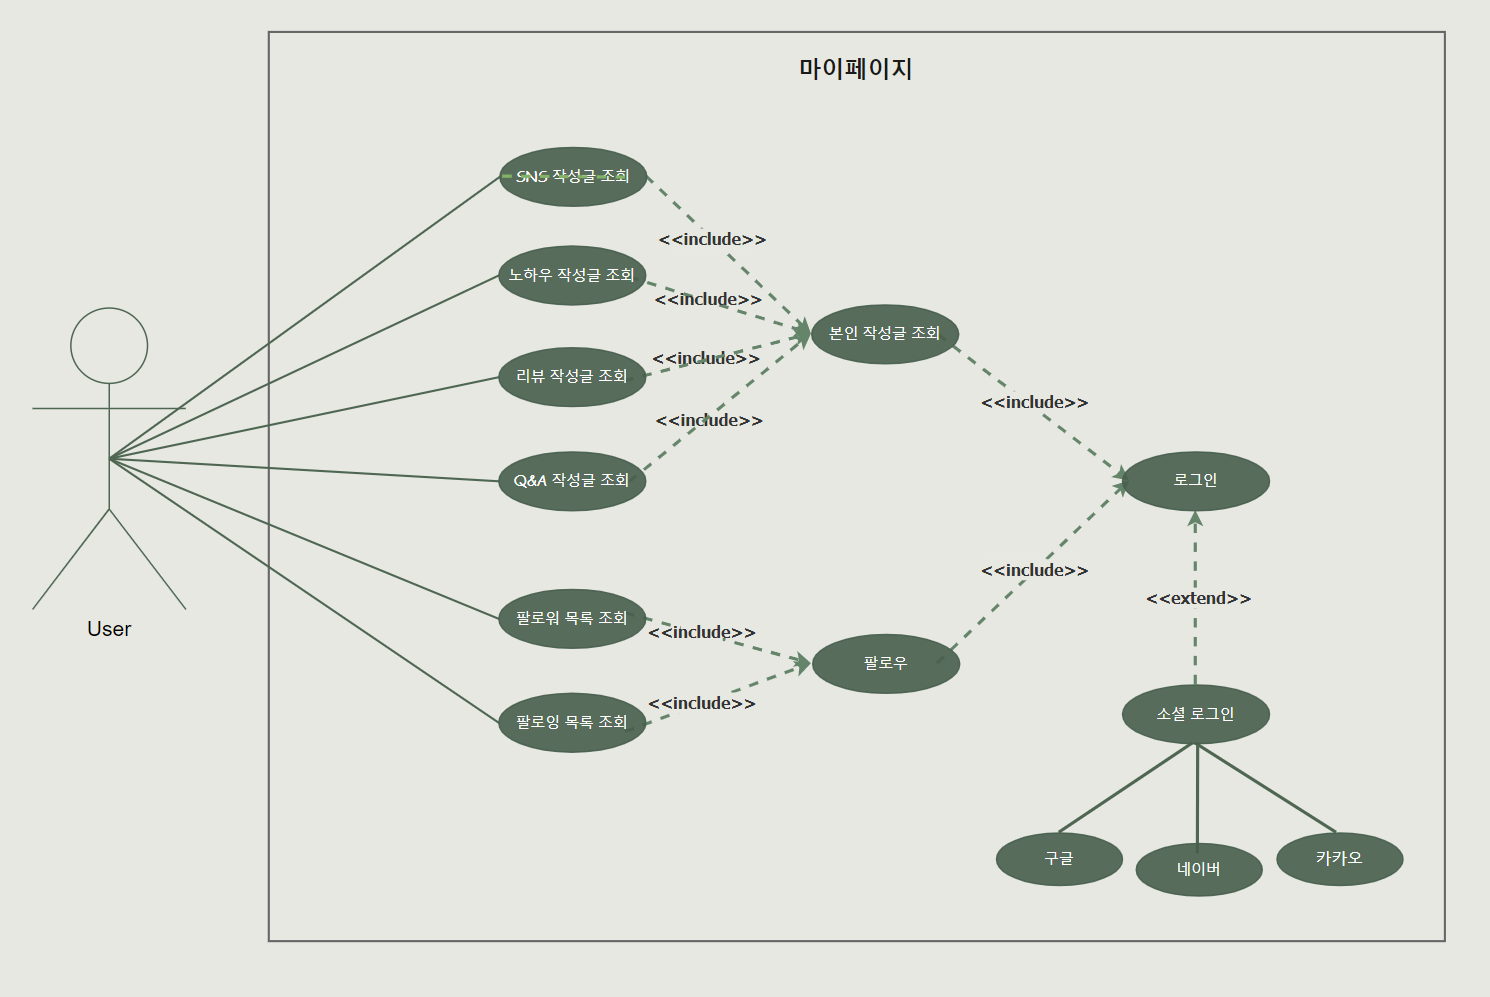 마이페이지
SNS 작성글 조회
<<include>>
노하우 작성글 조회
<<include>>
본인 작성글 조회
<<include>>
리뷰 작성글 조회
<<include>>
<<include>>
Q&A 작성글 조회
로그인
<<include>>
<<extend>>
User
팔로워 목록 조회
<<include>>
팔로우
<<include>>
팔로잉 목록 조회
소셜 로그인
구글
네이버
카카오